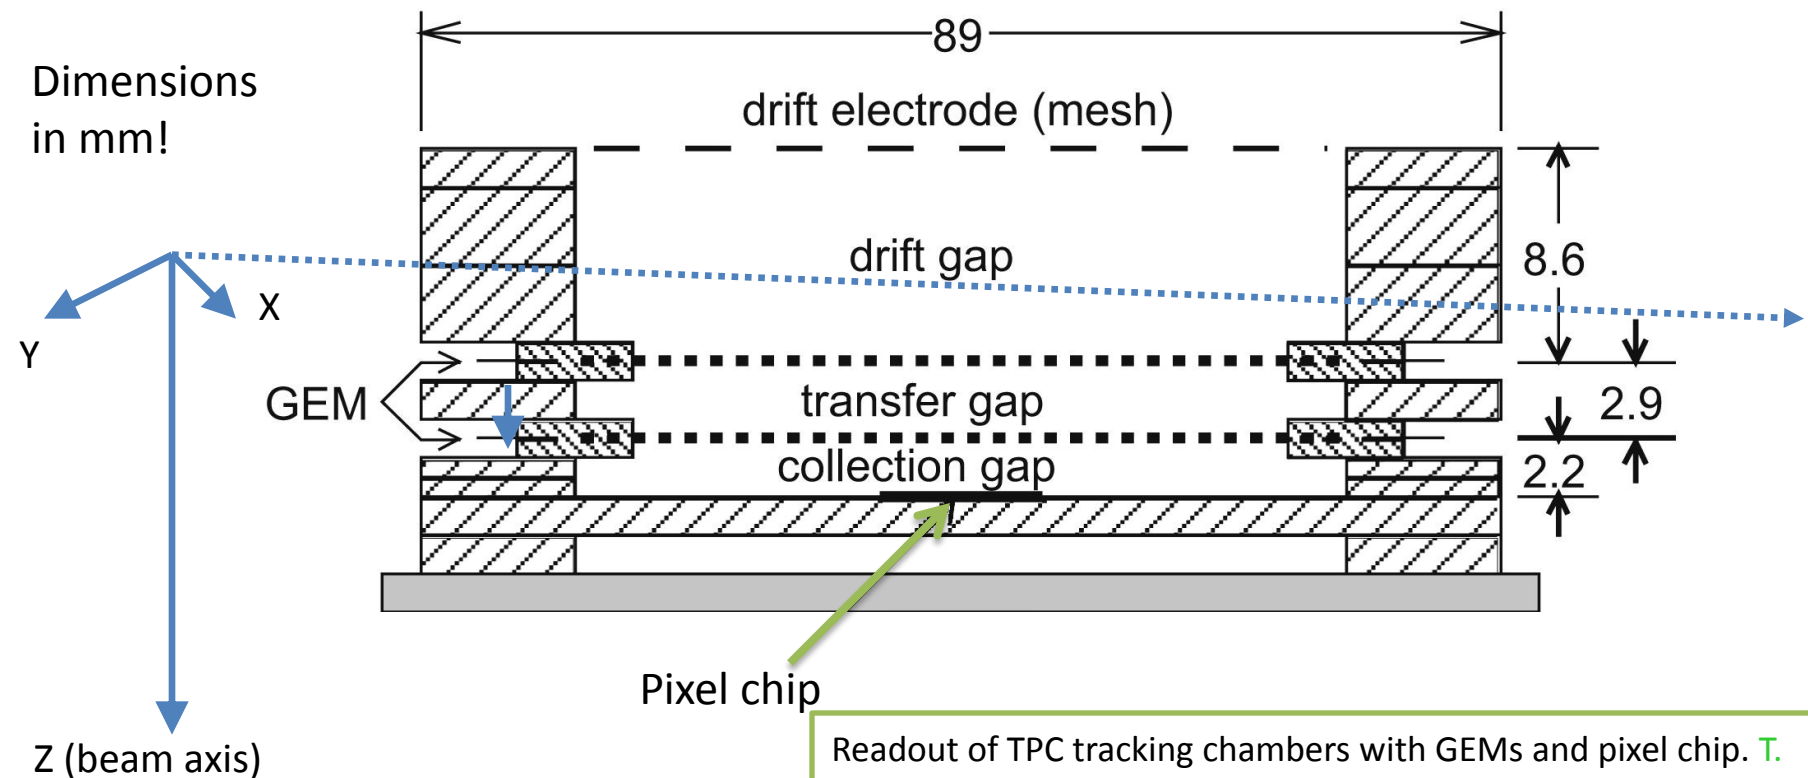 89
Dimensions
in mm!
drift electrode (mesh)
drift gap
8.6
X
Y
GEM
transfer gap
2.9
collection gap
2.2
Pixel chip
Z (beam axis)
Readout of TPC tracking chambers with GEMs and pixel chip. T.